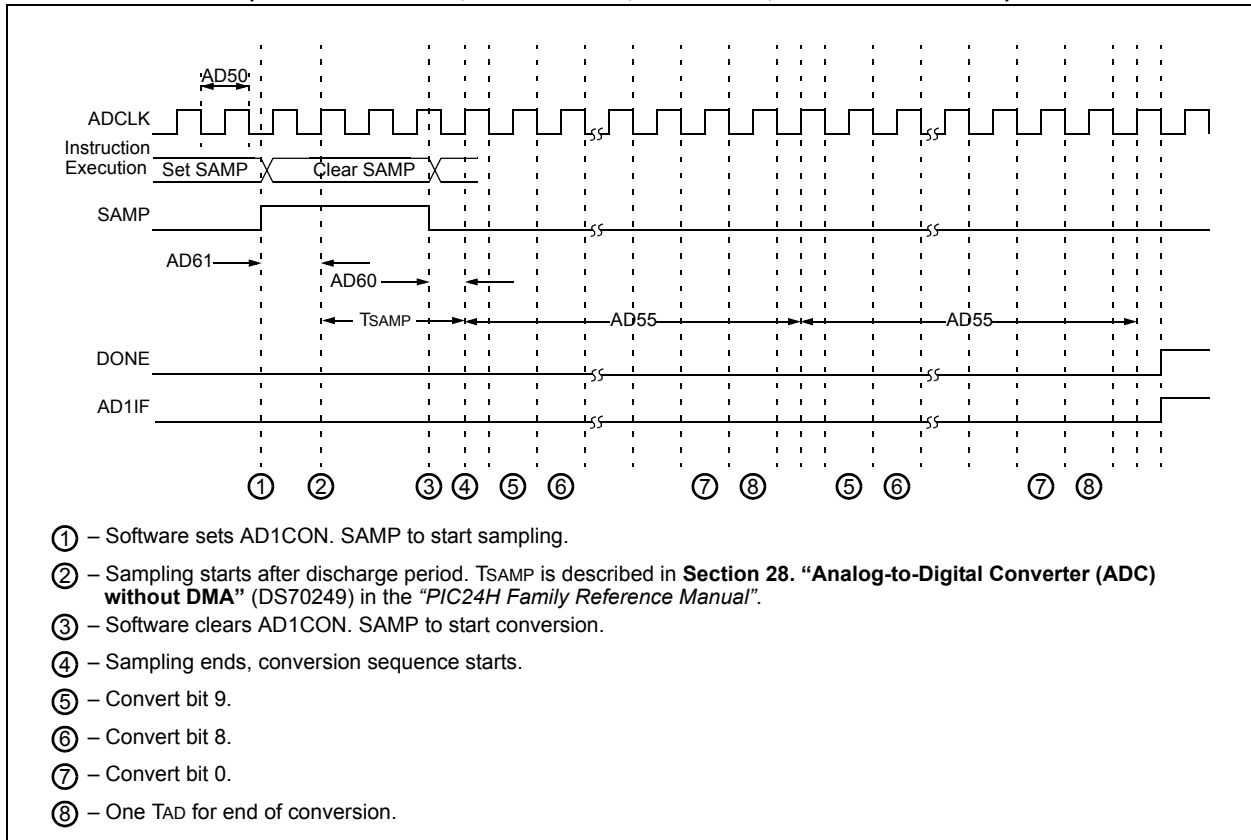 AD50
ADCLK
Instruction
Execution
Set SAMP
Clear SAMP
SAMP
AD61
AD60
TSAMP
AD55
AD55
DONE
AD1IF
1 2 3 4 5 6 7 8 5 6 7 8
1 – Software sets AD1CON. SAMP to start sampling.
2 – Sampling starts after discharge period. TSAMP is described in Section 28. “Analog-to-Digital Converter (ADC)
without DMA” (DS70249) in the “PIC24H Family Reference Manual”.
3 – Software clears AD1CON. SAMP to start conversion.
4 – Sampling ends, conversion sequence starts.
5 – Convert bit 9.
6 – Convert bit 8.
7 – Convert bit 0.
8 – One TAD for end of conversion.